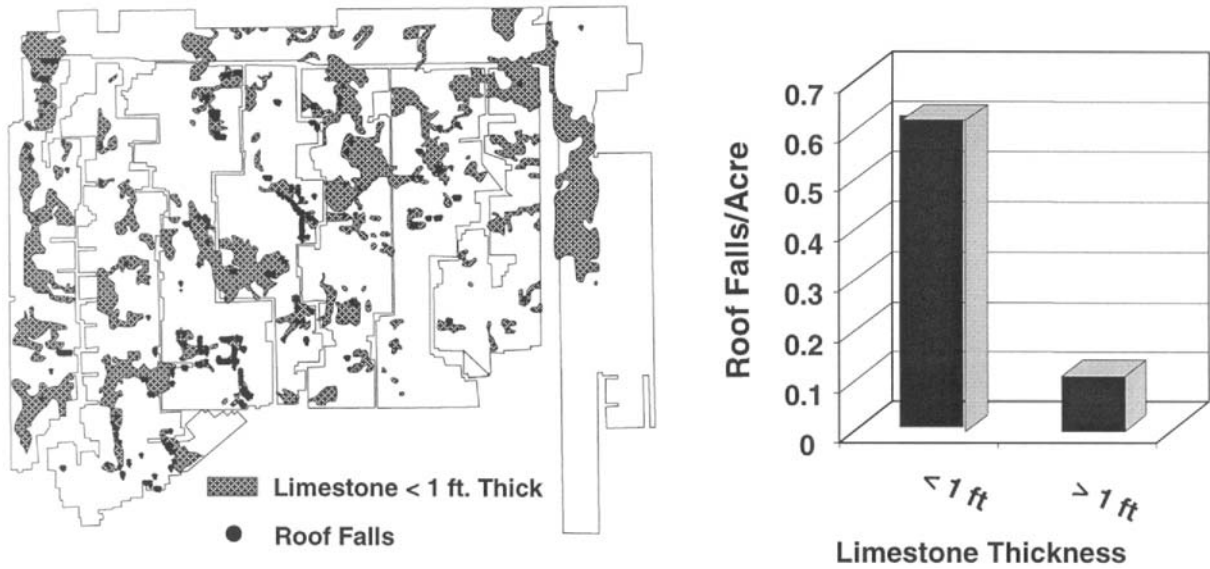 Limestone < 1 ft. Thick
Roof Falls
Roof Falls/Acre
0.7
0.6
0.5
0.4
0.3
0.2
0.1
0
< 1 ft
> 1 ft
Limestone Thickness